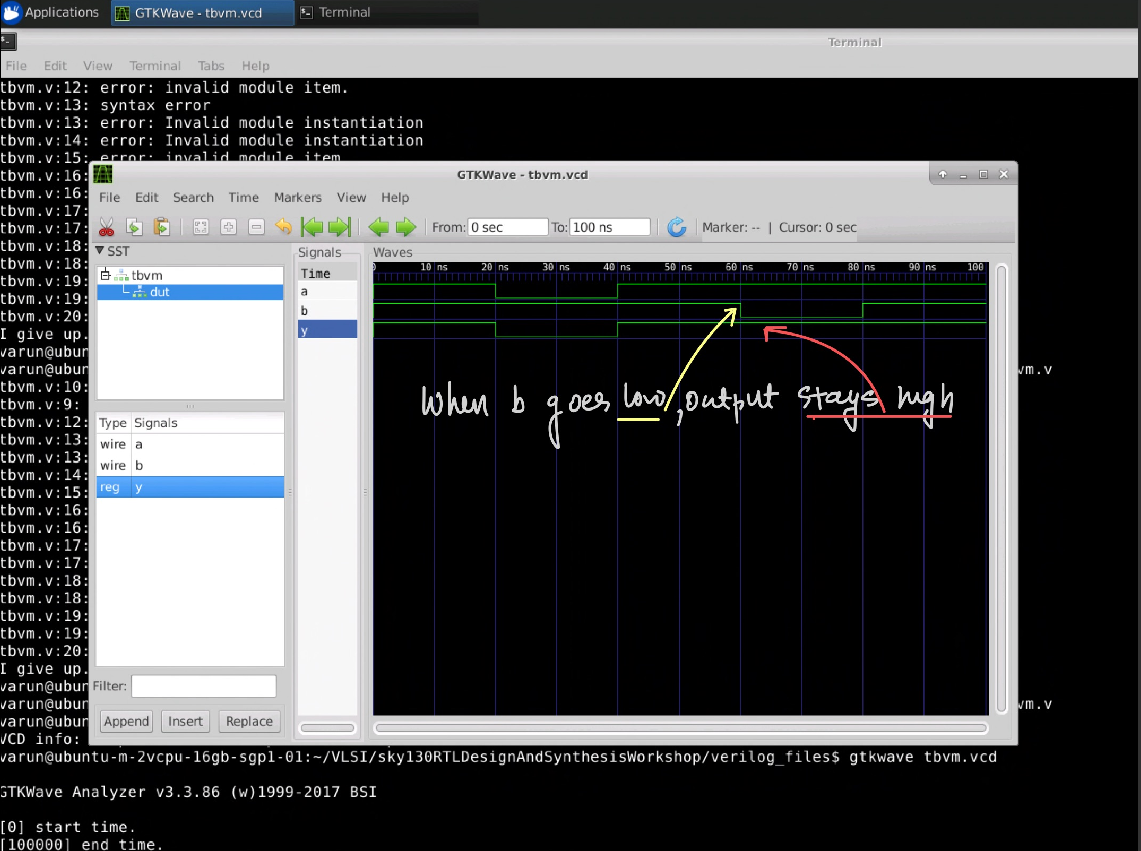 Applications GTKWave - tbvm.vcd Terminal
Terminal
File Edit View Terminal Tabs Help
tbvm.v:12: error: invalid module item.
tbvm.v:13: syntax error
tbvm.v:13: error: Invalid module instantiation
tbvm.v:14: error: Invalid module instantiation
tbvm.v:15: error: invalid module item
tbvm.v:16:
tbvm.v:16:
tbvm.v:17:
tbvm.v:17:
tbvm.v:18:
tbvm.v:18:
tbvm.v:19:
tbvm.v:19:
tbvm.v:20:
I give up.
varun@ubun
varun@ubun vm.v
tbvm.v:10:
tbvm.v:9:
tbvm.v:12:
tbvm.v:13:
tbvm.v:13:
tbvm.v:14:
tbvm.v:15:
tbvm.v:16:
tbvm.v:16:
tbvm.v:17:
tbvm.v:17:
tbvm.v:18:
tbvm.v:18:
tbvm.v:19:
tbvm.v:19:
tbvm.v:20:
I give up.
varun@ubun
varun@ubun vm.v
varun@ubun
VCD info:
GTKWave - tbvm.vcd
File Edit Search Time Markers View Help
From: 0 sec To: 100 ns Marker: -- | Cursor: 0 sec
SST
tbvm
dut
Type Signals
wire a
wire b
reg y
Filter:
Append Insert Replace
Signals
Time
a
b
y
Waves
0 10 ns 20 ns 30 ns 40 ns 50 ns 60 ns 70 ns 80 ns 90 ns 100
When b goes low, output stays high
varun@ubuntu-m-2vcpu-16gb-sgp1-01:~/VLSI/sky130RTLDesignAndSynthesisWorkshop/verilog_files$ gtkwave tbvm.vcd
GTKWave Analyzer v3.3.86 (w)1999-2017 BSI
[0] start time.
[100000] end time.